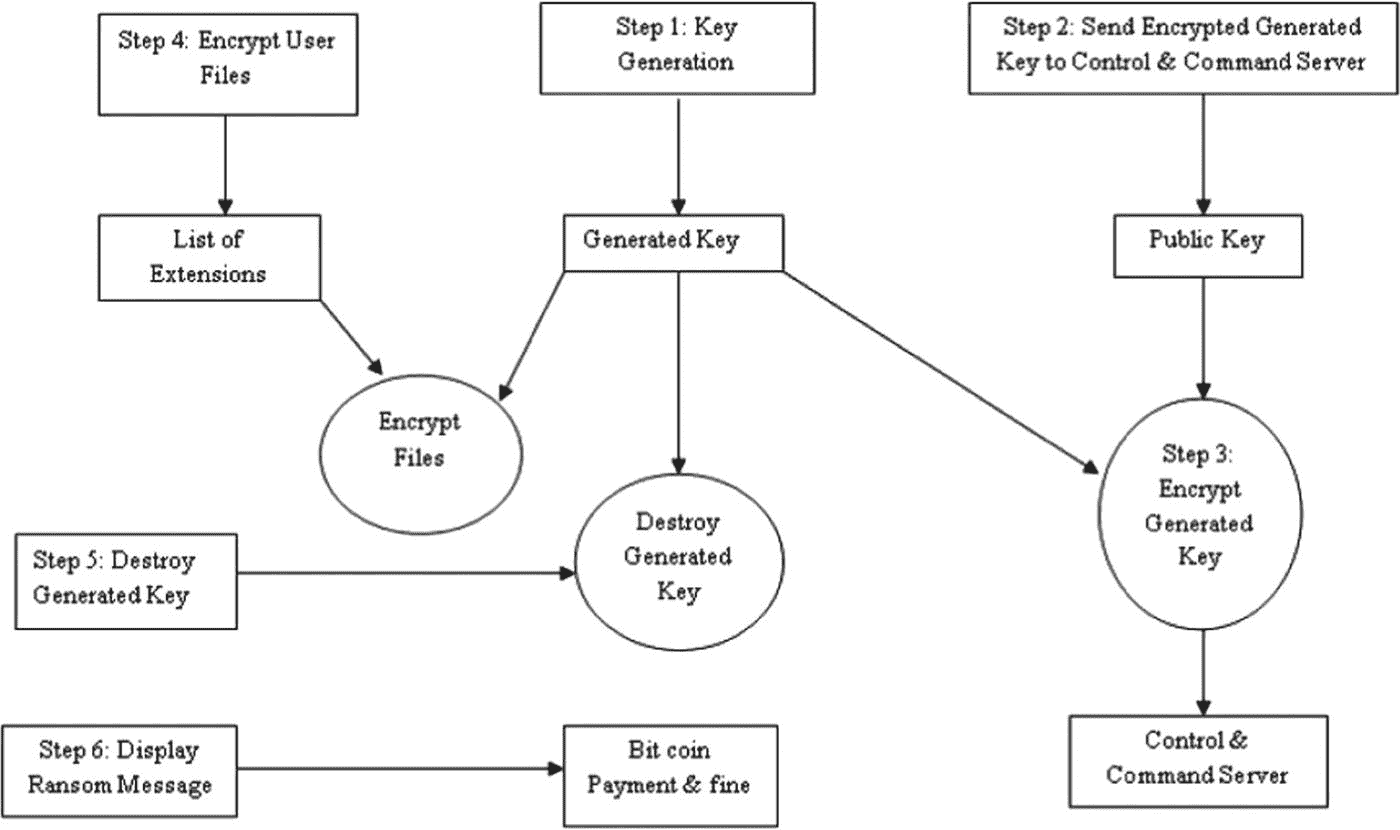 Step 4: Encrypt User
Files
Step 1: Key
Generation
Step 2: Send Encrypted Generated
Key to Control & Command Server
List of
Extensions
Generated Key
Public Key
Encrypt
Files
Destroy
Generated
Key
Step 3:
Encrypt
Generated
Key
Step 5: Destroy
Generated Key
Step 6: Display
Ransom Message
Bit coin
Payment & fine
Control &
Command Server